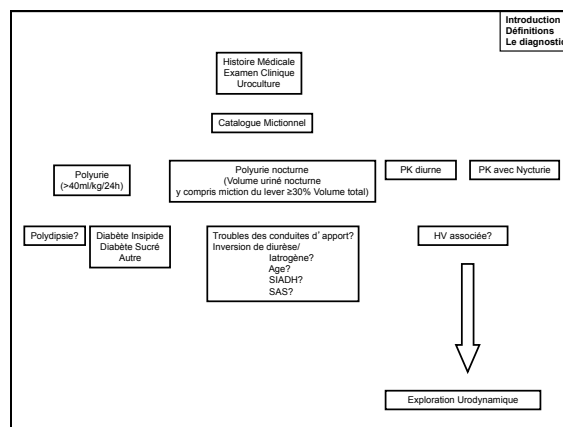 Introduction
Définitions
Le diagnostic
Histoire Médicale
Examen Clinique
Uroculture
Catalogue Mictionnel
Polyurie
(>40ml/kg/24h)
Polyurie nocturne
(Volume uriné nocturne
y compris miction du lever ≥30% Volume total)
PK diurne
PK avec Nycturie
Polydipsie?
Diabète Insipide
Diabète Sucré
Autre
Troubles des conduites d'apport?
Inversion de diurèse/
Iatrogène?
Age?
SIADH?
SAS?
HV associée?
Exploration Urodynamique